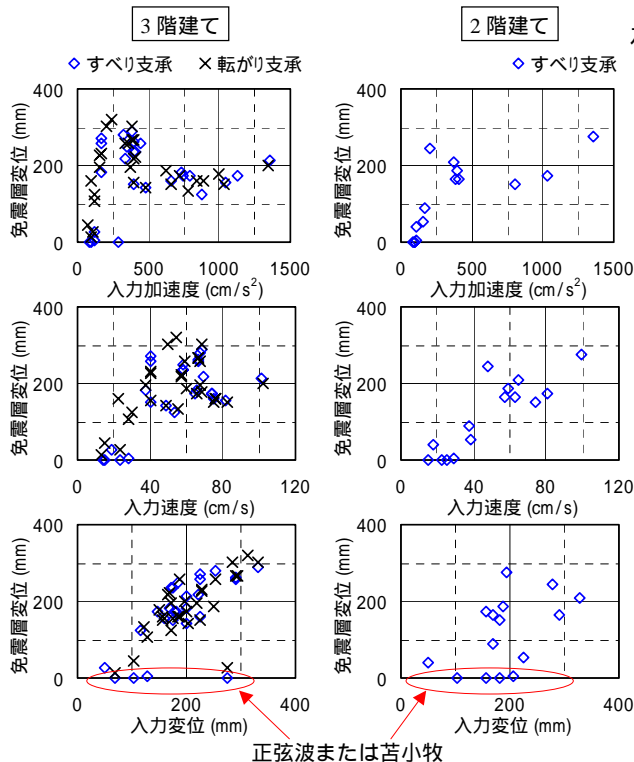 3 階建て
2 階建て
◇ すべり支承 × 転がり支承
◇ すべり支承
免震層変位 (mm)
400
200
0
0 500 1000 1500
入力加速度 (cm/s²)
免震層変位 (mm)
400
200
0
0 500 1000 1500
入力加速度 (cm/s²)
免震層変位 (mm)
400
200
0
0 40 80 120
入力速度 (cm/s)
免震層変位 (mm)
400
200
0
0 40 80 120
入力速度 (cm/s)
免震層変位 (mm)
400
200
0
0 200 400
入力変位 (mm)
免震層変位 (mm)
400
200
0
0 200 400
入力変位 (mm)
正弦波または苫小牧